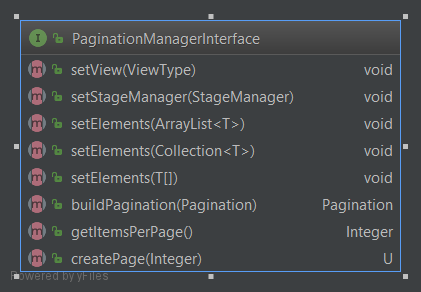 PaginationManagerInterface
setView(ViewType) void
setStageManager(StageManager) void
setElements(ArrayList<T>) void
setElements(Collection<T>) void
setElements(T[]) void
buildPagination(Pagination) Pagination
getItemsPerPage() Integer
createPage(Integer) U
Powered by yFiles